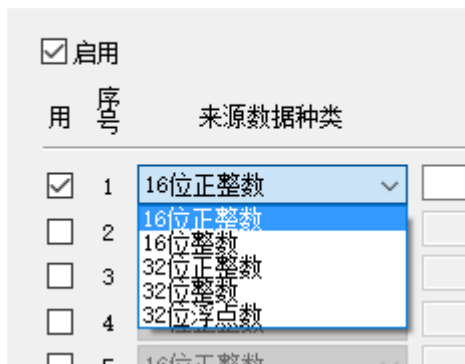 启用
用 序号 来源数据种类
1 16位正整数
16位正整数
2
16位整数
3 32位正整数
32位整数
4 32位浮点数
5 16位正整数